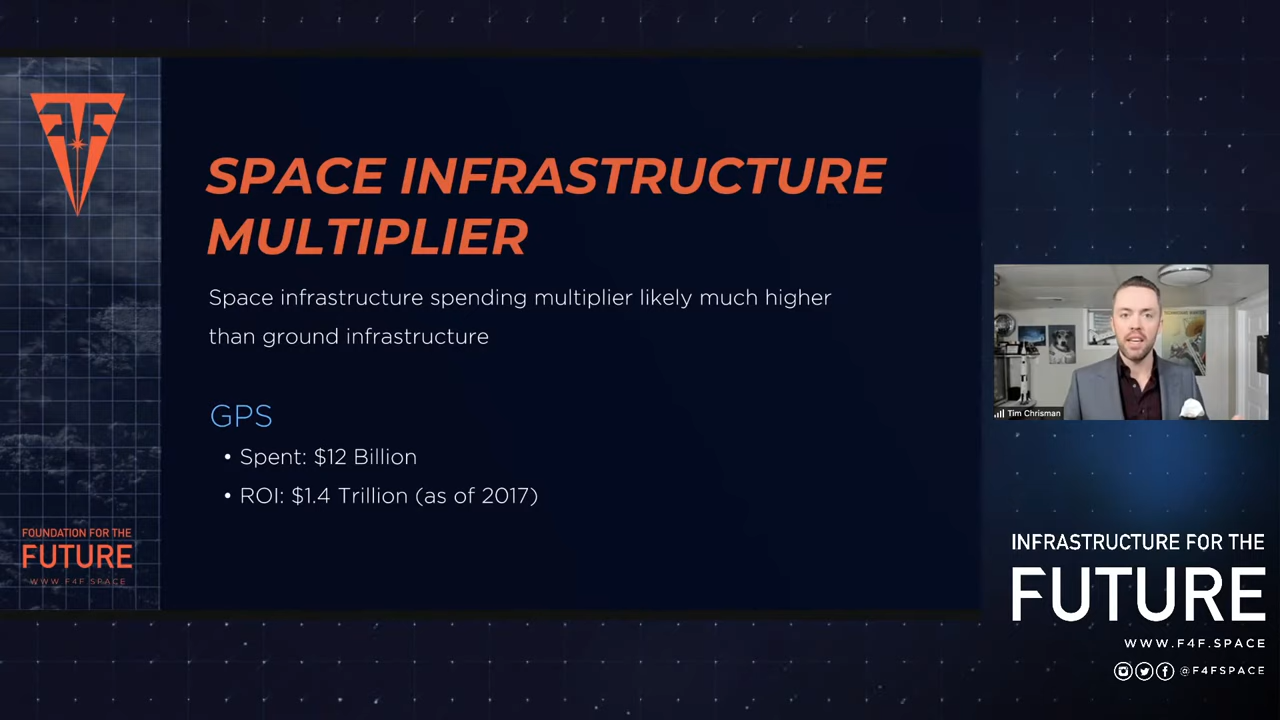 SPACE INFRASTRUCTURE
MULTIPLIER
Space infrastructure spending multiplier likely much higher
than ground infrastructure
GPS
• Spent: $12 Billion
• ROI: $1.4 Trillion (as of 2017)
FOUNDATION FOR THE
FUTURE
WWW.F4F.SPACE
Tim Chrisman
INFRASTRUCTURE FOR THE
FUTURE
WWW.F4F.SPACE
@F4FSPACE